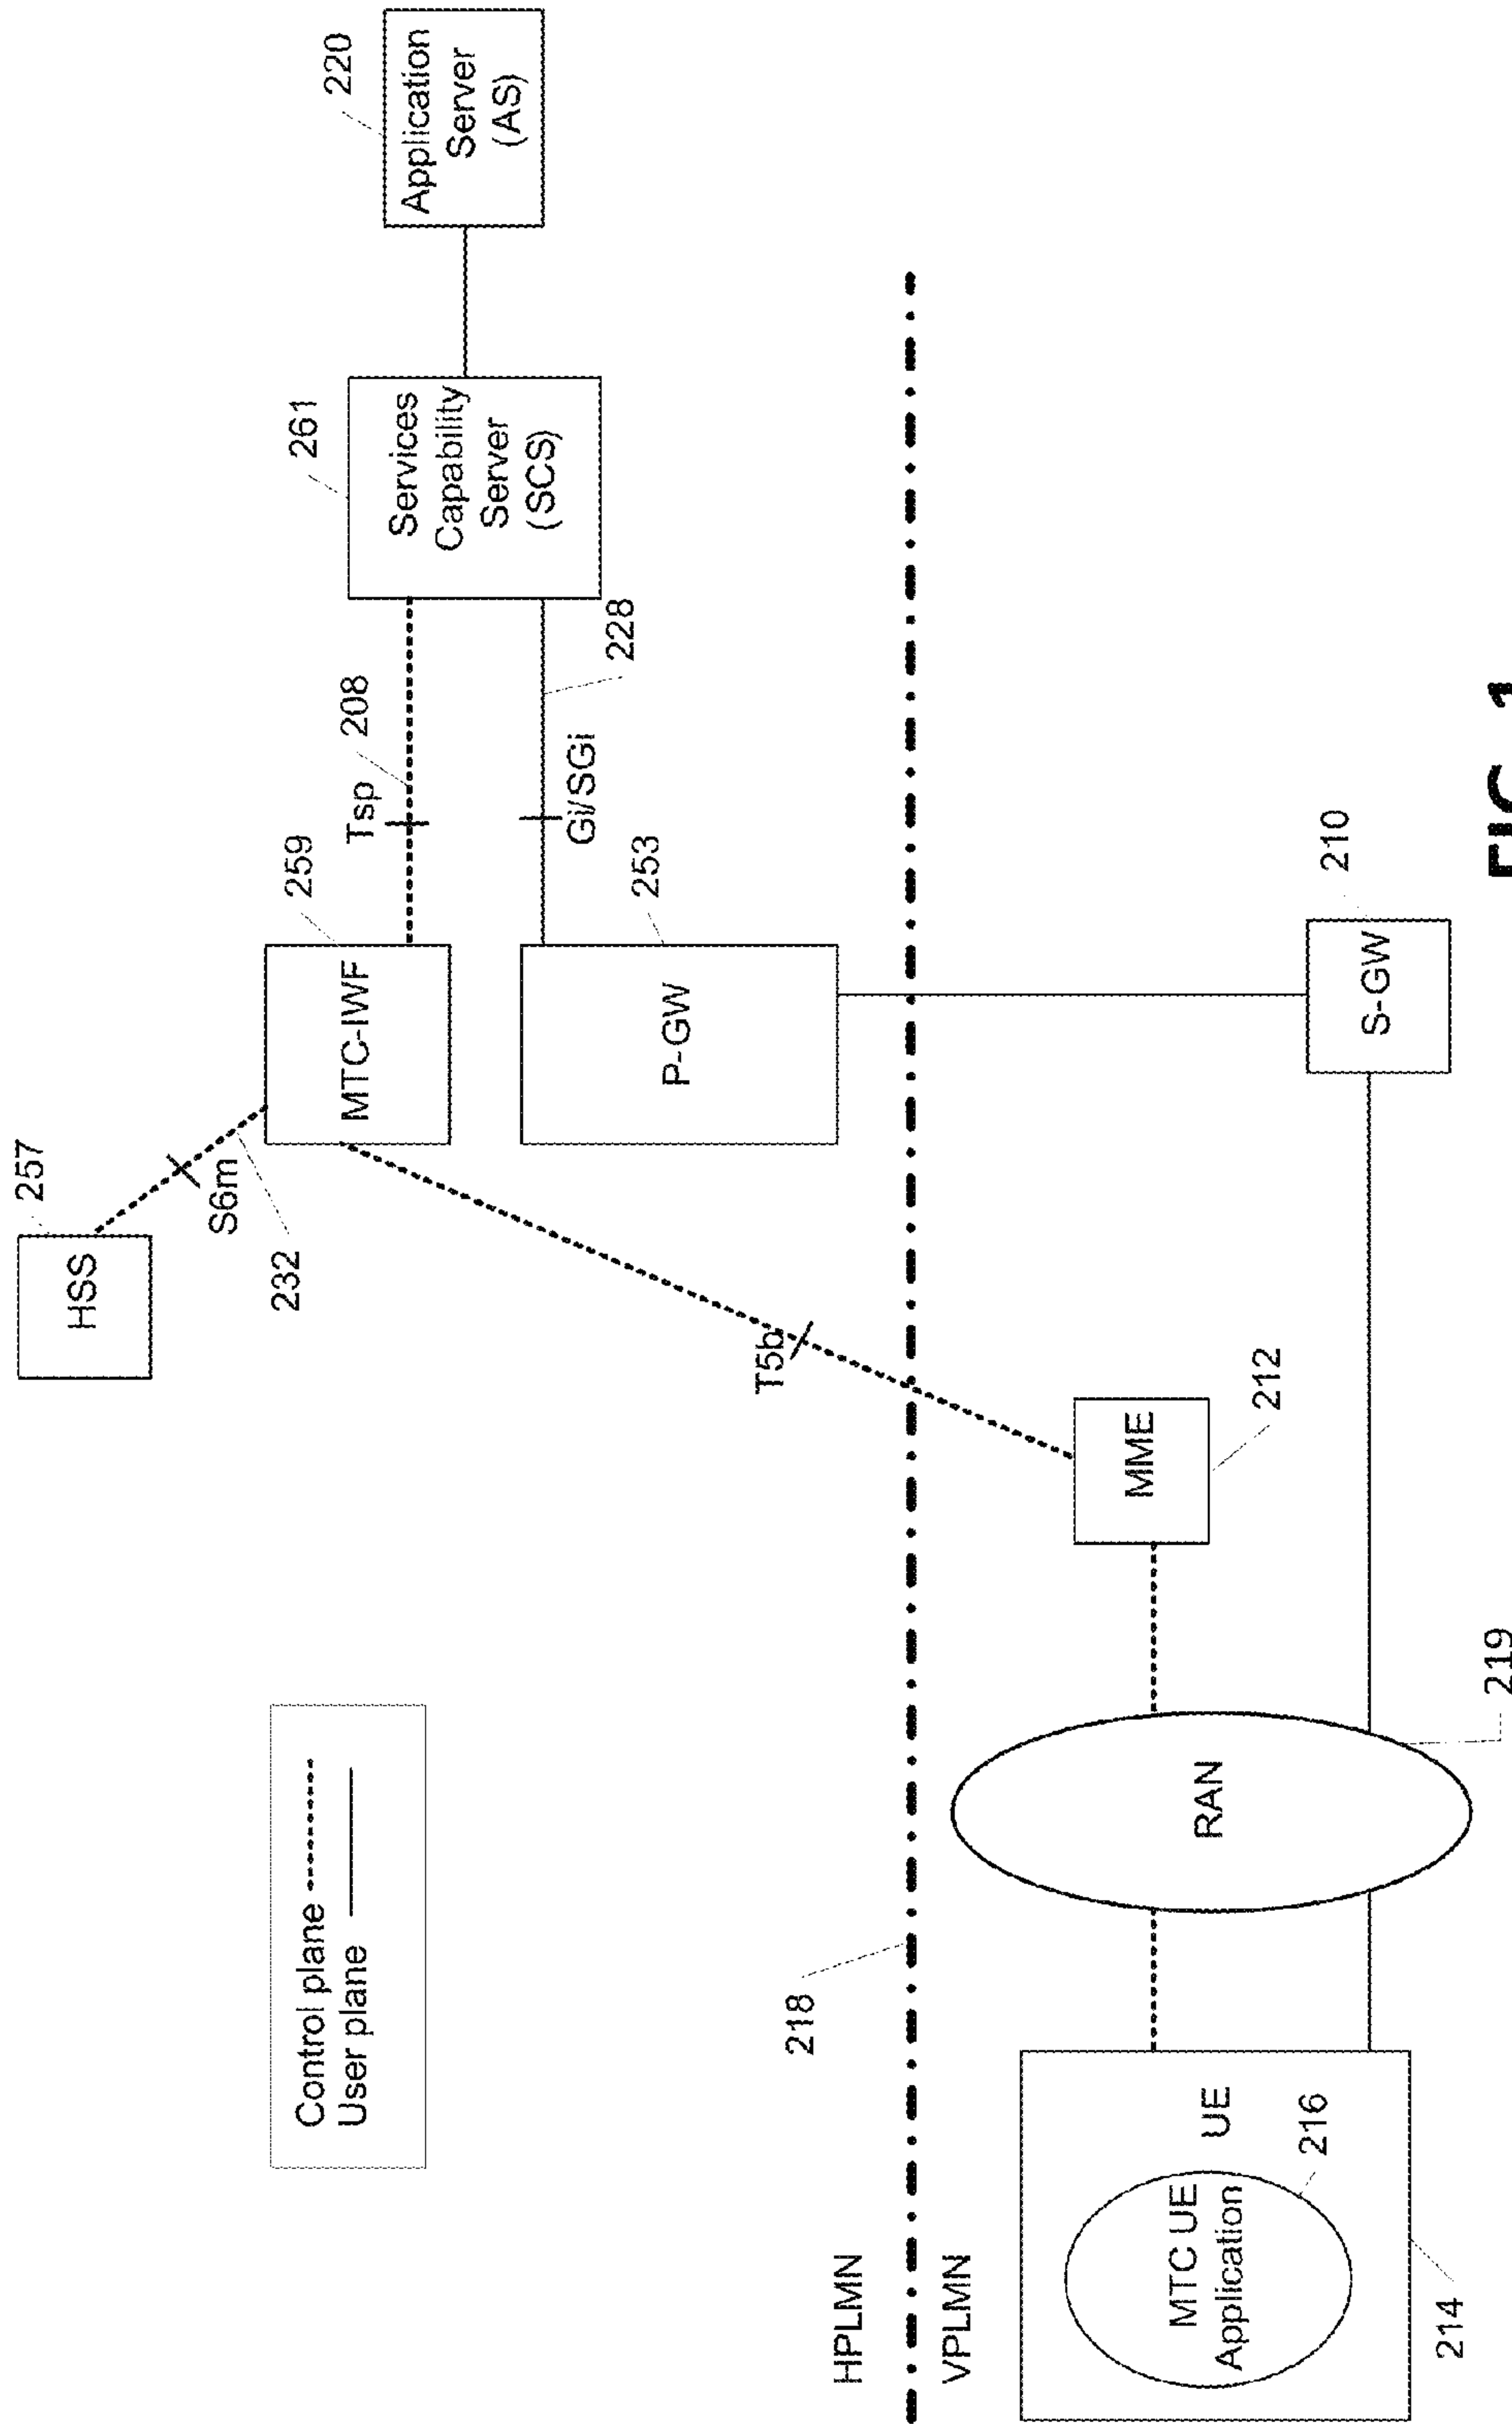 257
HSS
S6m
232
259
MTC-IWF
Tsp
208
261
Services
Capability
Server
(SCS)
220
Application
Server
(AS)
Control plane
User plane
253
P-GW
Gi/SGi
228
T5b
218
HPLMN
VPLMN
MTC UE
Application
216
UE
214
RAN
219
MME
212
S-GW
210
FIG. 1